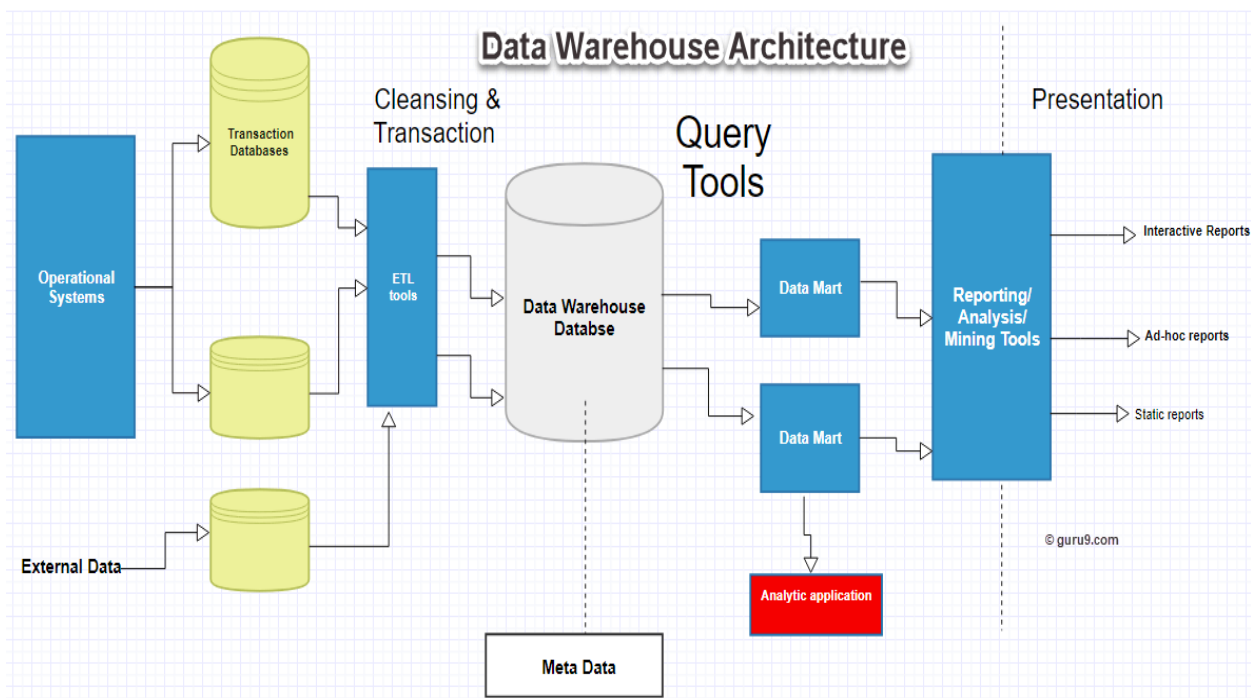 Data Warehouse Architecture
Cleansing &
Transaction
Query
Tools
Presentation
Transaction
Databases
Operational
Systems
ETL
tools
Data Warehouse
Databse
Data Mart
Data Mart
Reporting/
Analysis/
Mining Tools
Interactive Reports
Ad-hoc reports
Static reports
External Data
Analytic application
Meta Data
© guru9.com